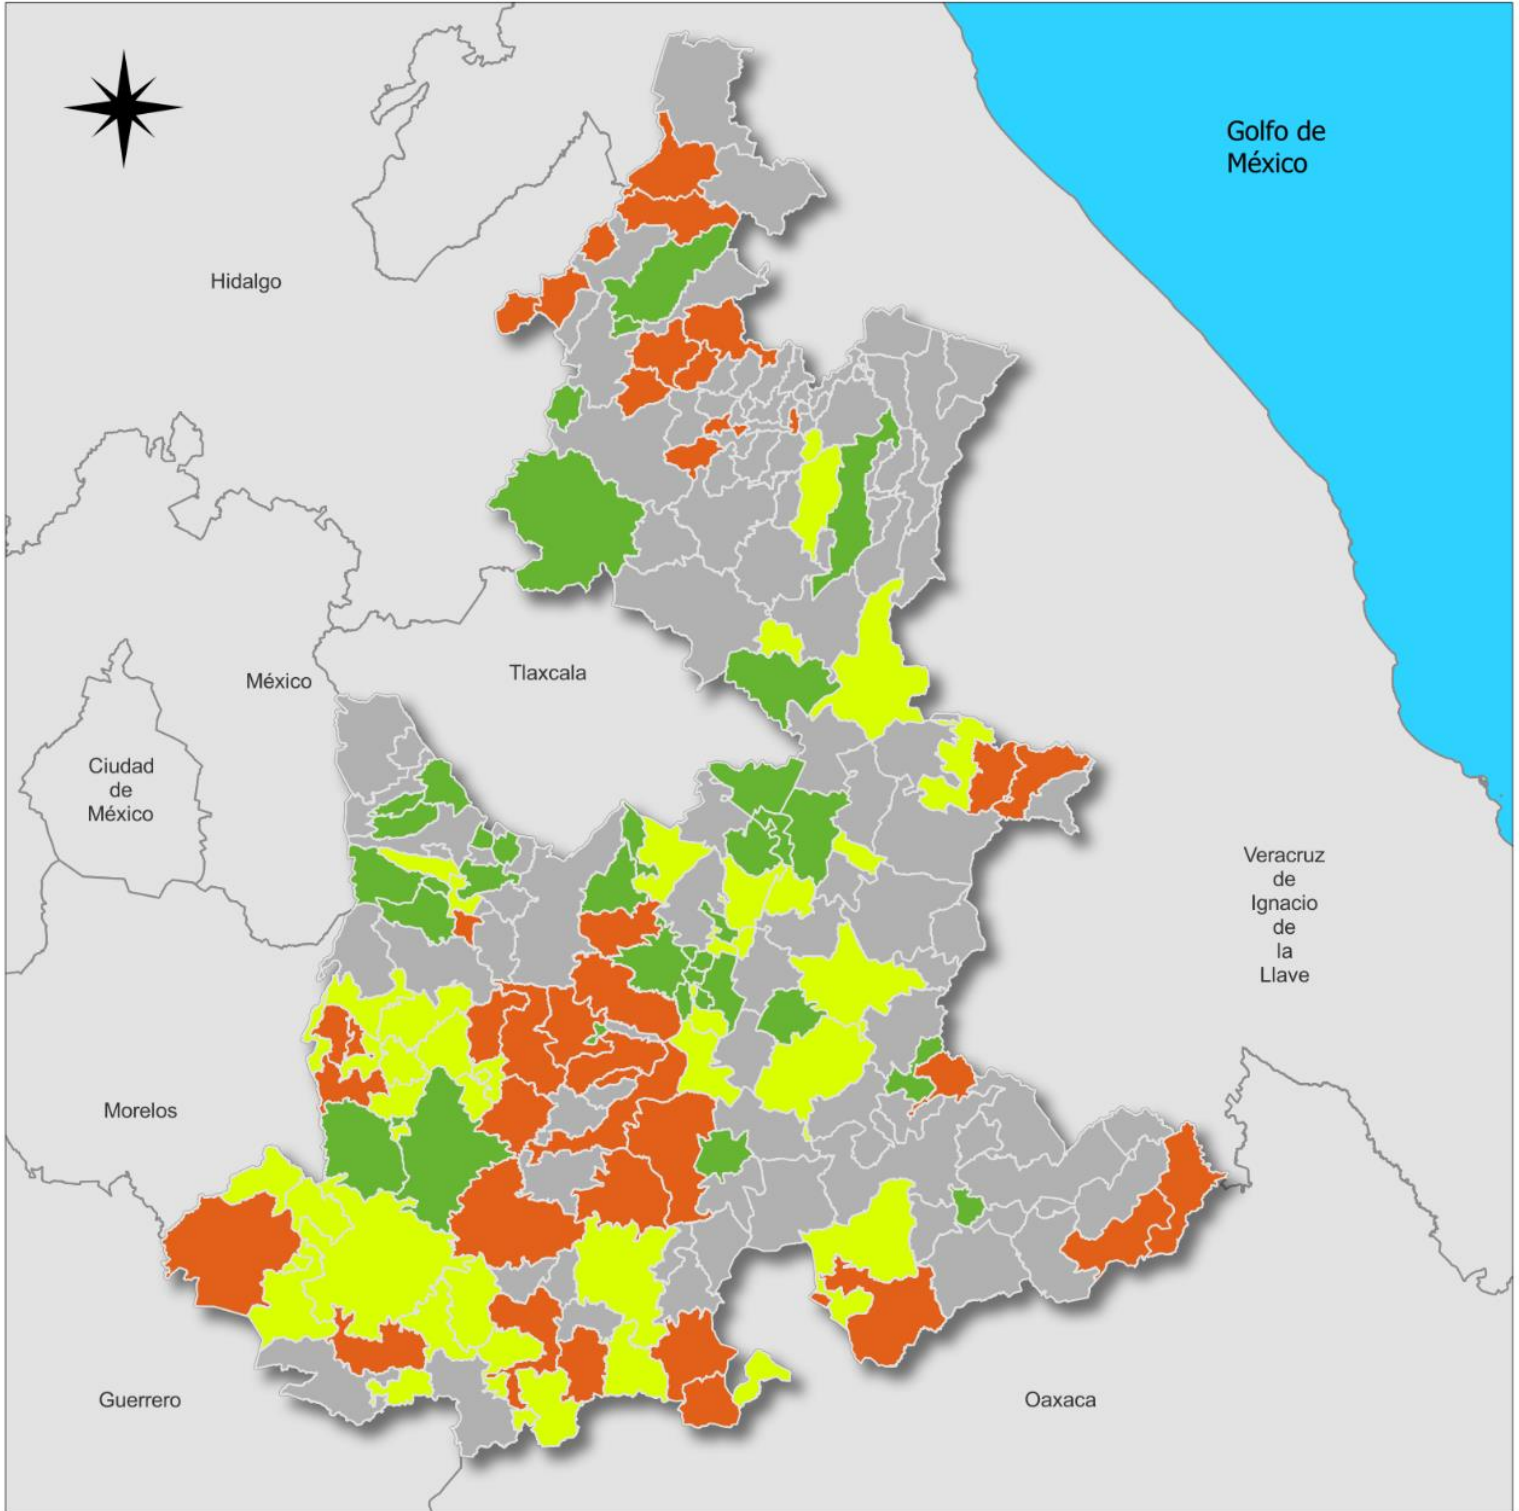 Golfo de
México
Hidalgo
Tlaxcala
México
Ciudad
de
México
Veracruz
de
Ignacio
de
la
Llave
Morelos
Guerrero
Oaxaca